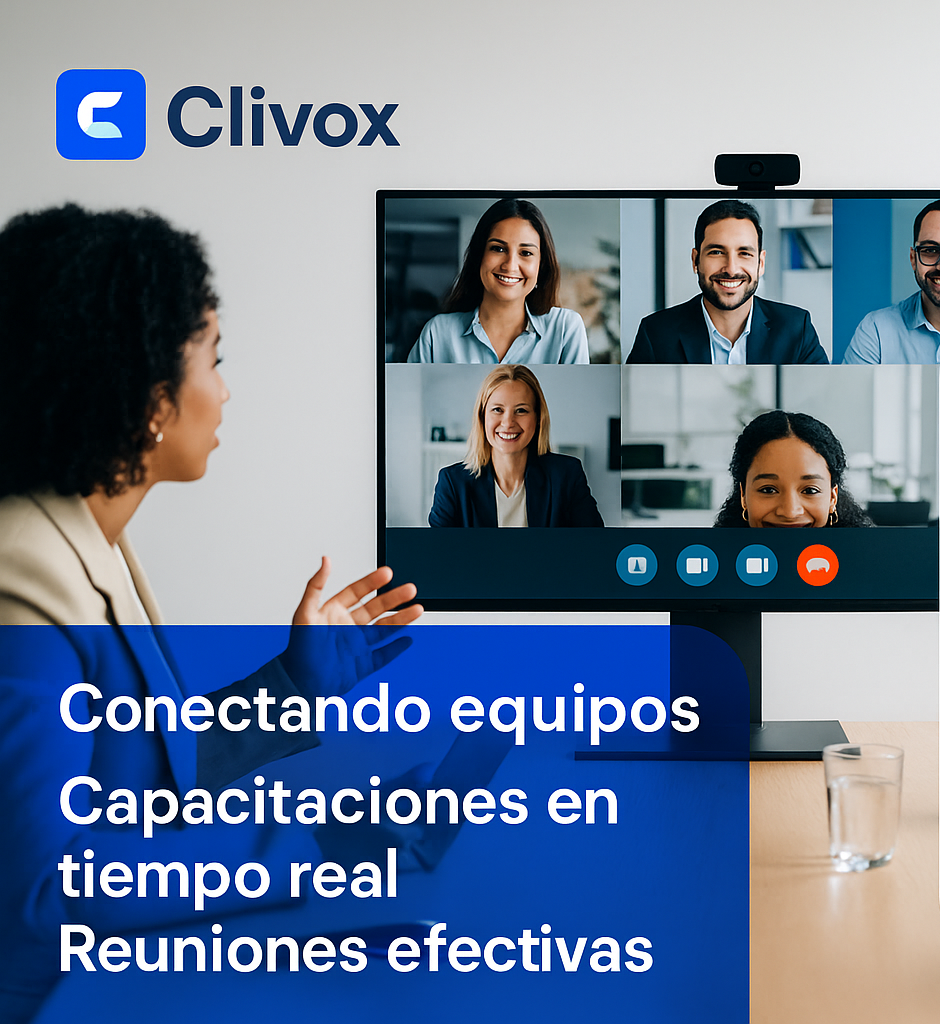 Clivox
Conectando equipos
Capacitaciones en
tiempo real
Reuniones efectivas